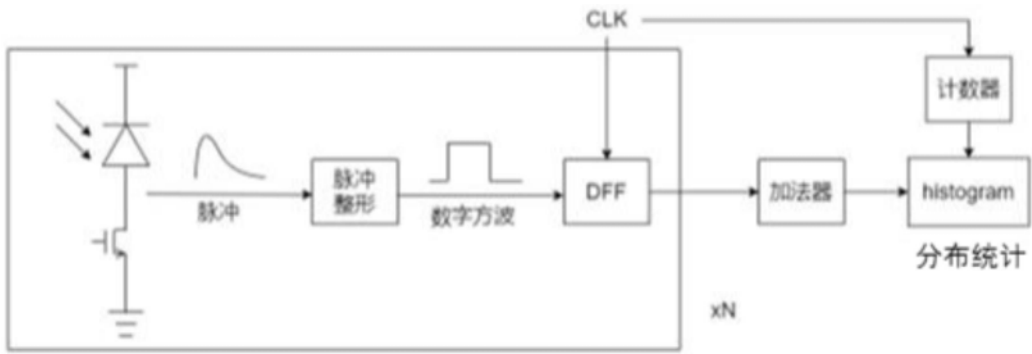 CLK
计数器
脉冲
整形
脉冲
数字方波
DFF
加法器
histogram
分布统计
xN